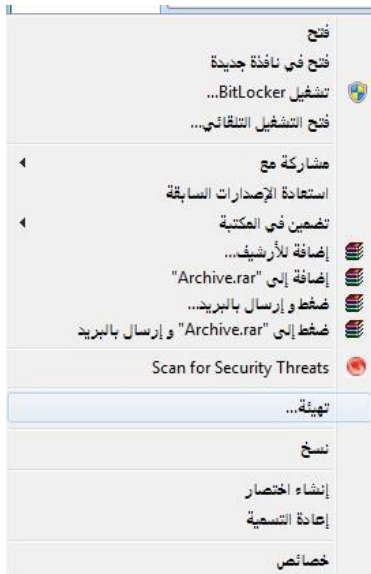 فتح
فتح في نافذة جديدة
تشغيل BitLocker...
فتح التشغيل التلقائي...
مشاركة مع
استعادة الإصدارات السابقة
تضمين في المكتبة
إضافة للأرشيف...
إضافة إلى "Archive.rar"
ضغط و إرسال بالبريد...
ضغط إلى "Archive.rar" و إرسال بالبريد
Scan for Security Threats
تهيئة...
نسخ
إنشاء اختصار
إعادة التسمية
خصائص